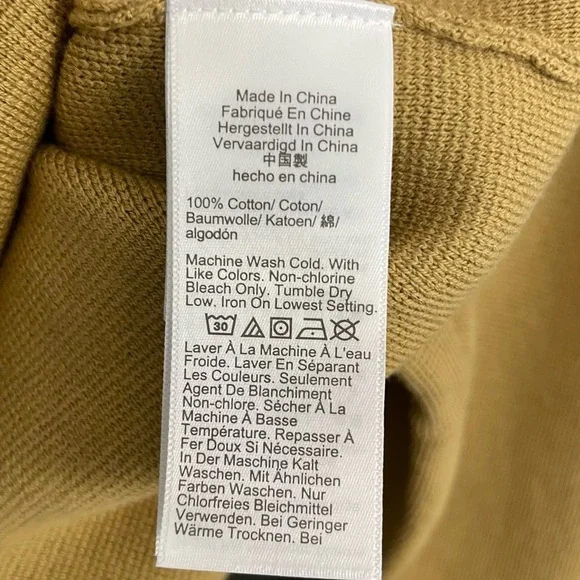 Made In China
Fabriqué En Chine
Hergestellt In China
Vervaardigd In China
中国製
hecho en china
100% Cotton/ Coton/
Baumwolle/ Katoen/ 綿/
algodón
Machine Wash Cold. With
Like Colors. Non-chlorine
Bleach Only. Tumble Dry
Low. Iron On Lowest Setting.
30
Laver À La Machine À L'eau
Froide. Laver En Séparant
Les Couleurs. Seulement
Agent De Blanchiment
Non-chlore. Sécher À La
Machine À Basse
Température. Repasser À
Fer Doux Si Nécessaire.
In Der Maschine Kalt
Waschen. Mit Ähnlichen
Farben Waschen. Nur
Chlorfreies Bleichmittel
Verwenden. Bei Geringer
Wärme Trocknen. Bei